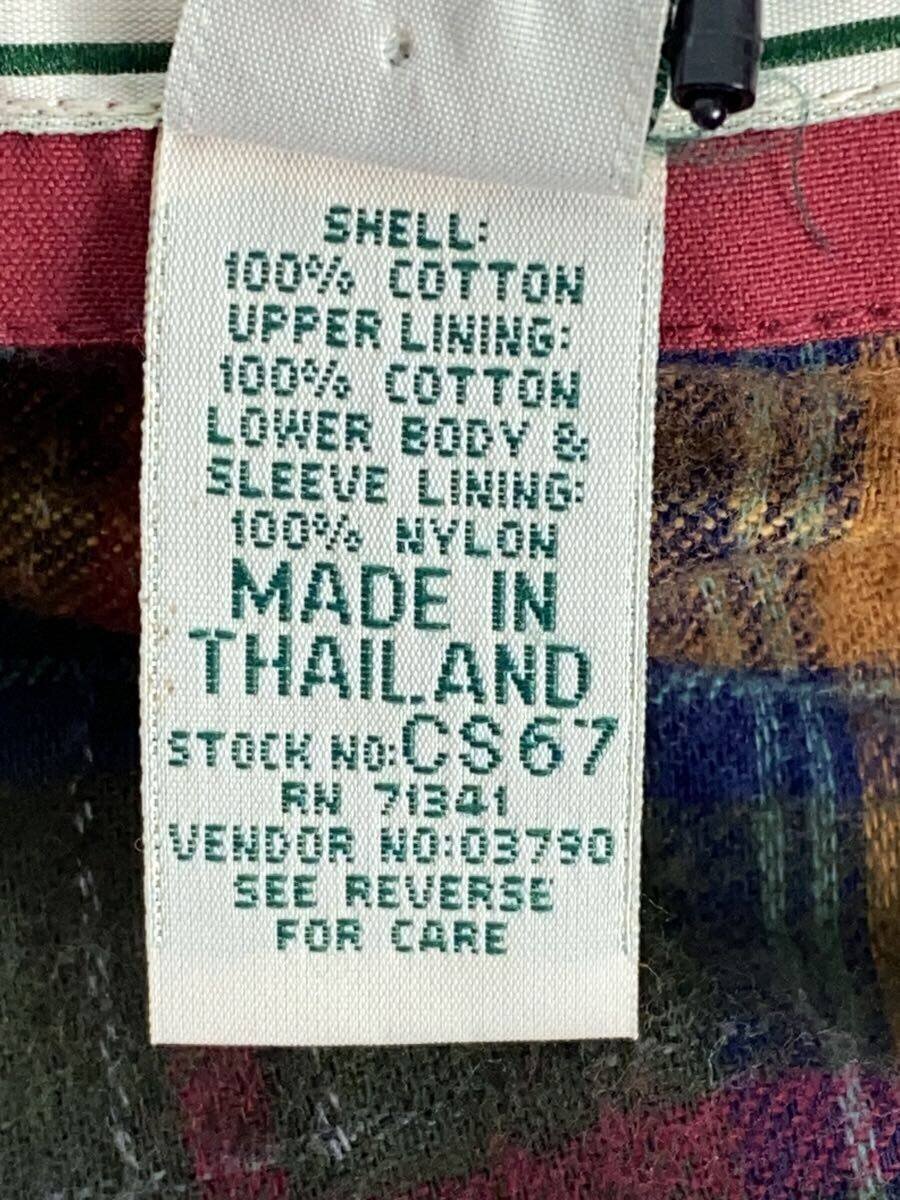 SHELL:
100% COTTON
UPPER LINING:
100% COTTON
LOWER BODY &
SLEEVE LINING:
100% NYLON
MADE IN
THAILAND
STOCK NO:CS67
RN 71341
VENDOR NO:03790
SEE REVERSE
FOR CARE